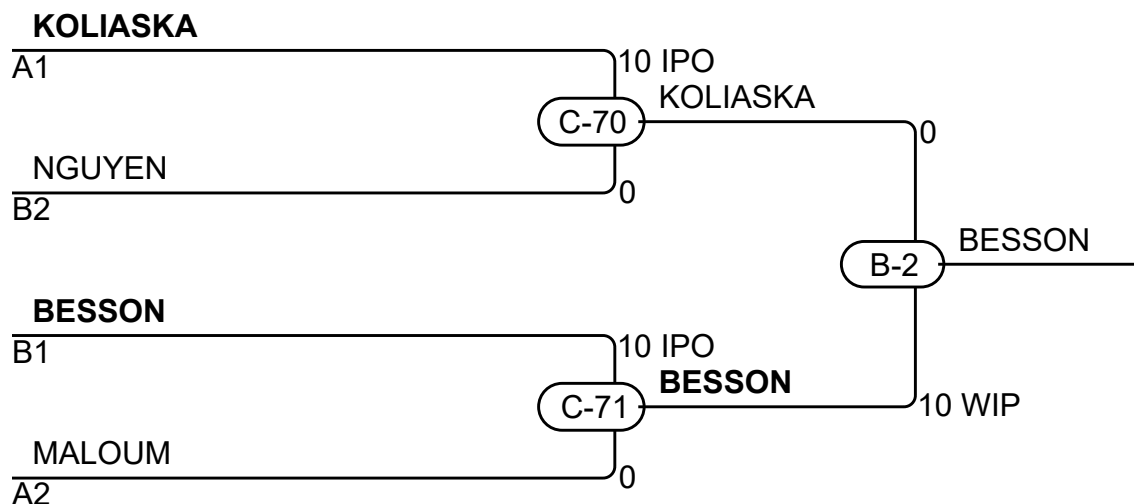 KOLIASKA
A1
10 IPO
KOLIASKA
C-70
0
NGUYEN
0
B2
BESSON
B-2
BESSON
B1
10 IPO
BESSON
C-71
10 WIP
MALOUM
0
A2